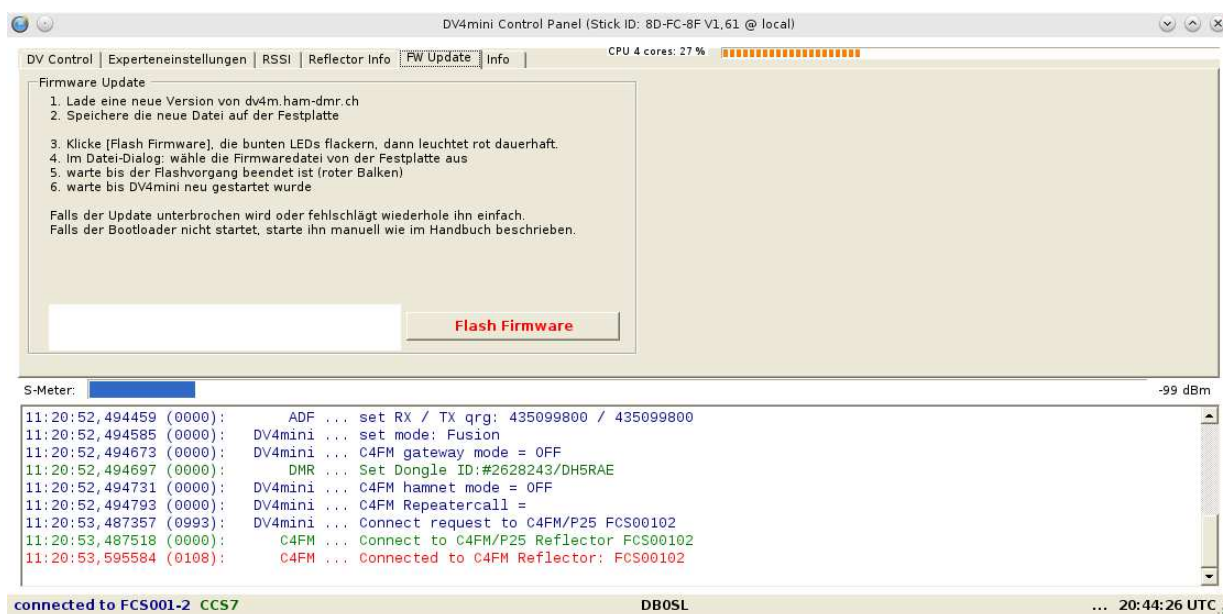 DV4mini Control Panel (Stick ID: 8D-FC-8F V1,61 @ local)
DV Control | Experteneinstellungen | RSSI | Reflector Info | FW Update | Info |
CPU 4 cores: 27 %
Firmware Update
1. Lade eine neue Version von dv4m.ham-dmr.ch
2. Speichere die neue Datei auf der Festplatte
3. Klicke [Flash Firmware], die bunten LEDs flackern, dann leuchtet rot dauerhaft.
4. Im Datei-Dialog: wähle die Firmwaredatei von der Festplatte aus
5. warte bis der Flashvorgang beendet ist (roter Balken)
6. warte bis DV4mini neu gestartet wurde
Falls der Update unterbrochen wird oder fehlschlägt wiederhole ihn einfach.
Falls der Bootloader nicht startet, starte ihn manuell wie im Handbuch beschrieben.
Flash Firmware
S-Meter:
-99 dBm
11:20:52,494459 (0000): ADF ... set RX / TX qrg: 435099800 / 435099800
11:20:52,494585 (0000): DV4mini ... set mode: Fusion
11:20:52,494673 (0000): DV4mini ... C4FM gateway mode = OFF
11:20:52,494697 (0000): DMR ... Set Dongle ID:#2628243/DH5RAE
11:20:52,494731 (0000): DV4mini ... C4FM hamnet mode = OFF
11:20:52,494793 (0000): DV4mini ... C4FM Repeatercall =
11:20:53,487357 (0993): DV4mini ... Connect request to C4FM/P25 FCS00102
11:20:53,487518 (0000): C4FM ... Connect to C4FM/P25 Reflector FCS00102
11:20:53,595584 (0108): C4FM ... Connected to C4FM Reflector: FCS00102
connected to FCS001-2 CCS7
DB0SL
... 20:44:26 UTC